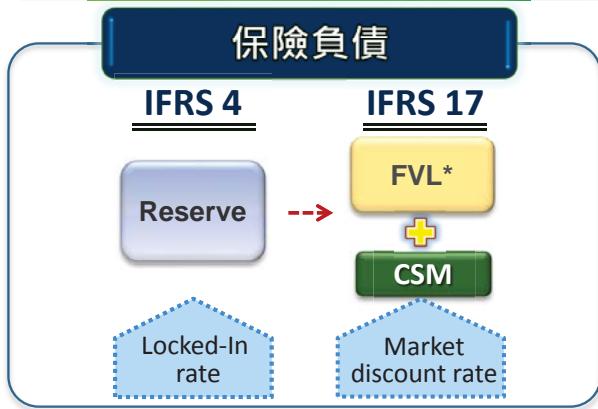 保險負債
IFRS 4
IFRS 17
Reserve
FVL*
CSM
Locked-In
rate
Market
discount rate